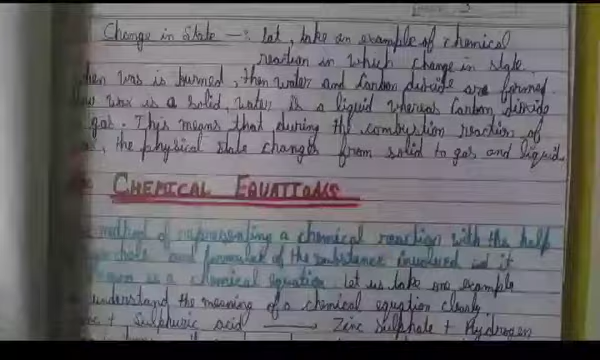 Change in State - : Let, take an example of chemical
reaction in which change in state.
hen wax is burned, then water and Carbon dioxide are formed
wax is a solid, water is a liquid whereas Carbon dioxide
gas. This means that during the combustion reaction of
, the physical state changes from solid to gas and liquid.
CHEMICAL EQUATIONS
method of representing a chemical reaction with the help
and formulas of the substance involved in it
is a chemical equation. Let us take one example
understand the meaning of a chemical equation clearly.
+ Sulphuric acid → Zinc Sulphate + Hydrogen